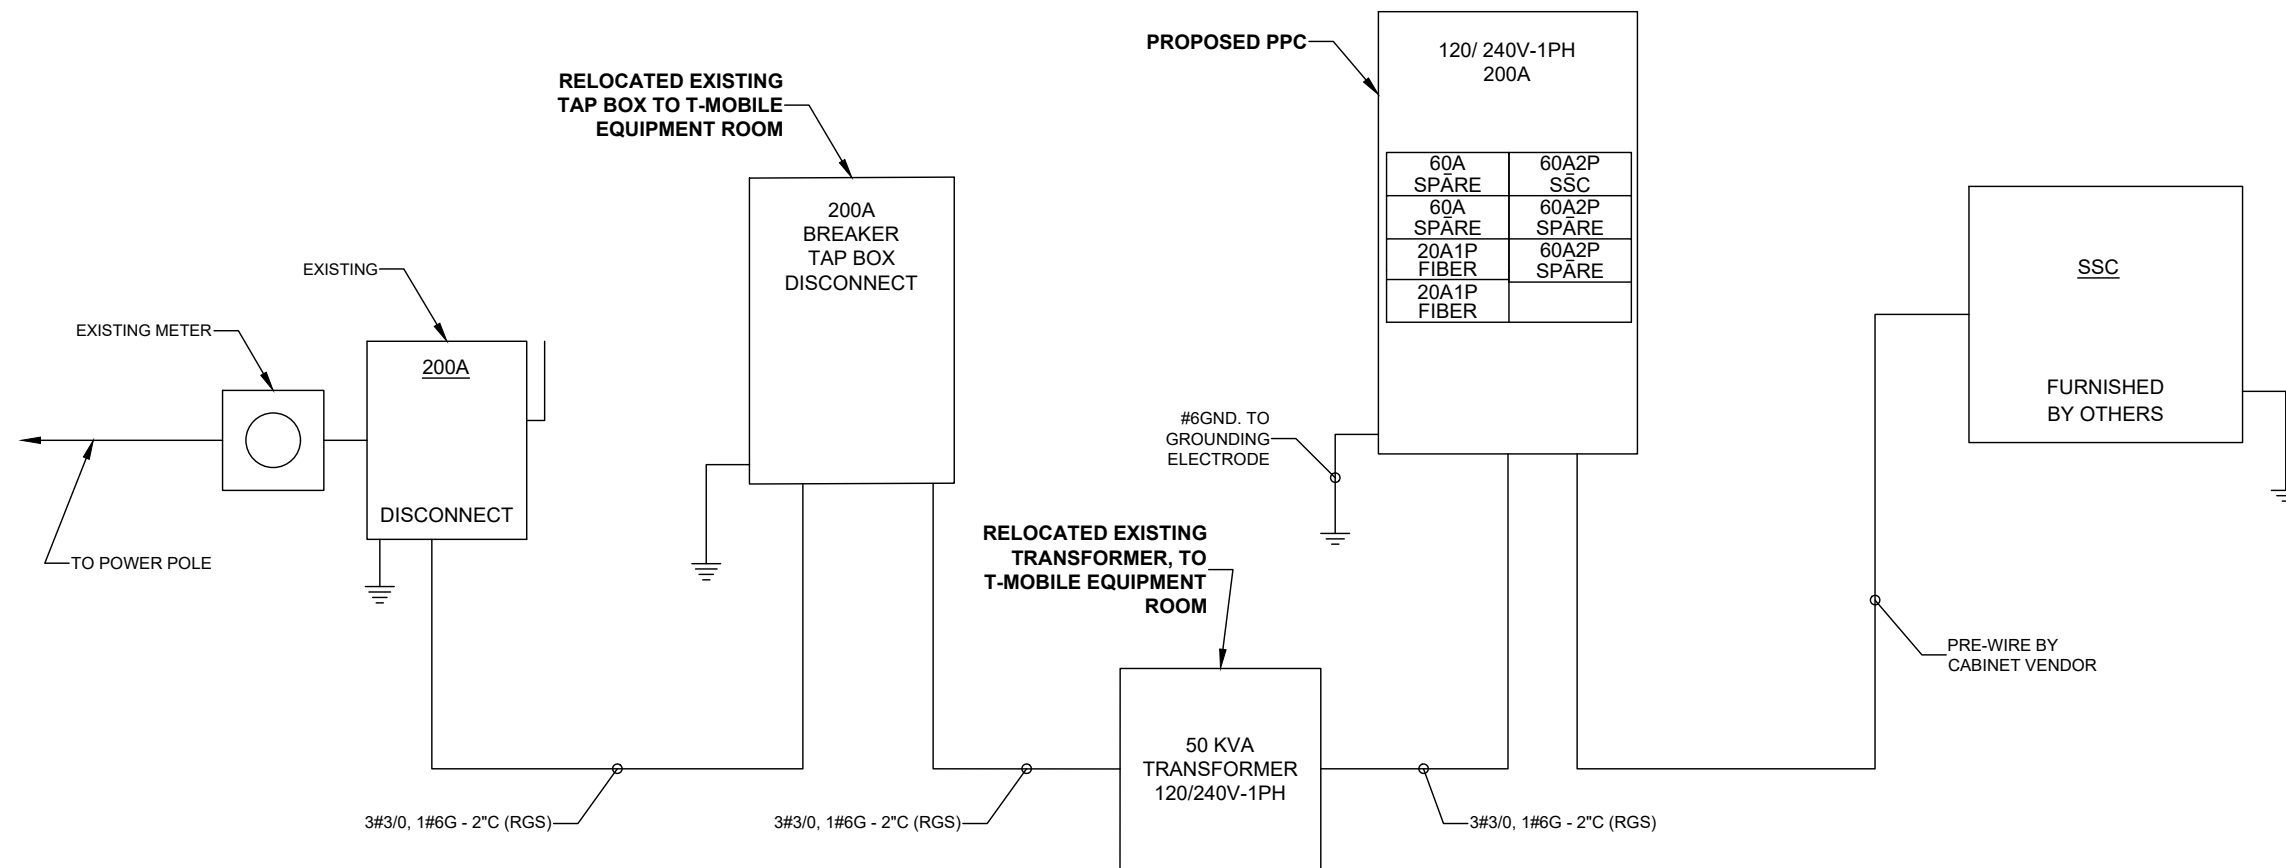 PROPOSED PPC
120/ 240V-1PH
200A
RELOCATED EXISTING
TAP BOX TO T-MOBILE
EQUIPMENT ROOM
60A
SPARE
60A2P
SSC
60A
SPARE
60A2P
SPARE
20A1P
FIBER
60A2P
SPARE
20A1P
FIBER
200A
BREAKER
TAP BOX
DISCONNECT
EXISTING
EXISTING METER
200A
DISCONNECT
TO POWER POLE
SSC
FURNISHED
BY OTHERS
#6GND. TO
GROUNDING
ELECTRODE
RELOCATED EXISTING
TRANSFORMER, TO
T-MOBILE EQUIPMENT
ROOM
PRE-WIRE BY
CABINET VENDOR
50 KVA
TRANSFORMER
120/240V-1PH
3#3/0, 1#6G - 2"C (RGS)
3#3/0, 1#6G - 2"C (RGS)
3#3/0, 1#6G - 2"C (RGS)